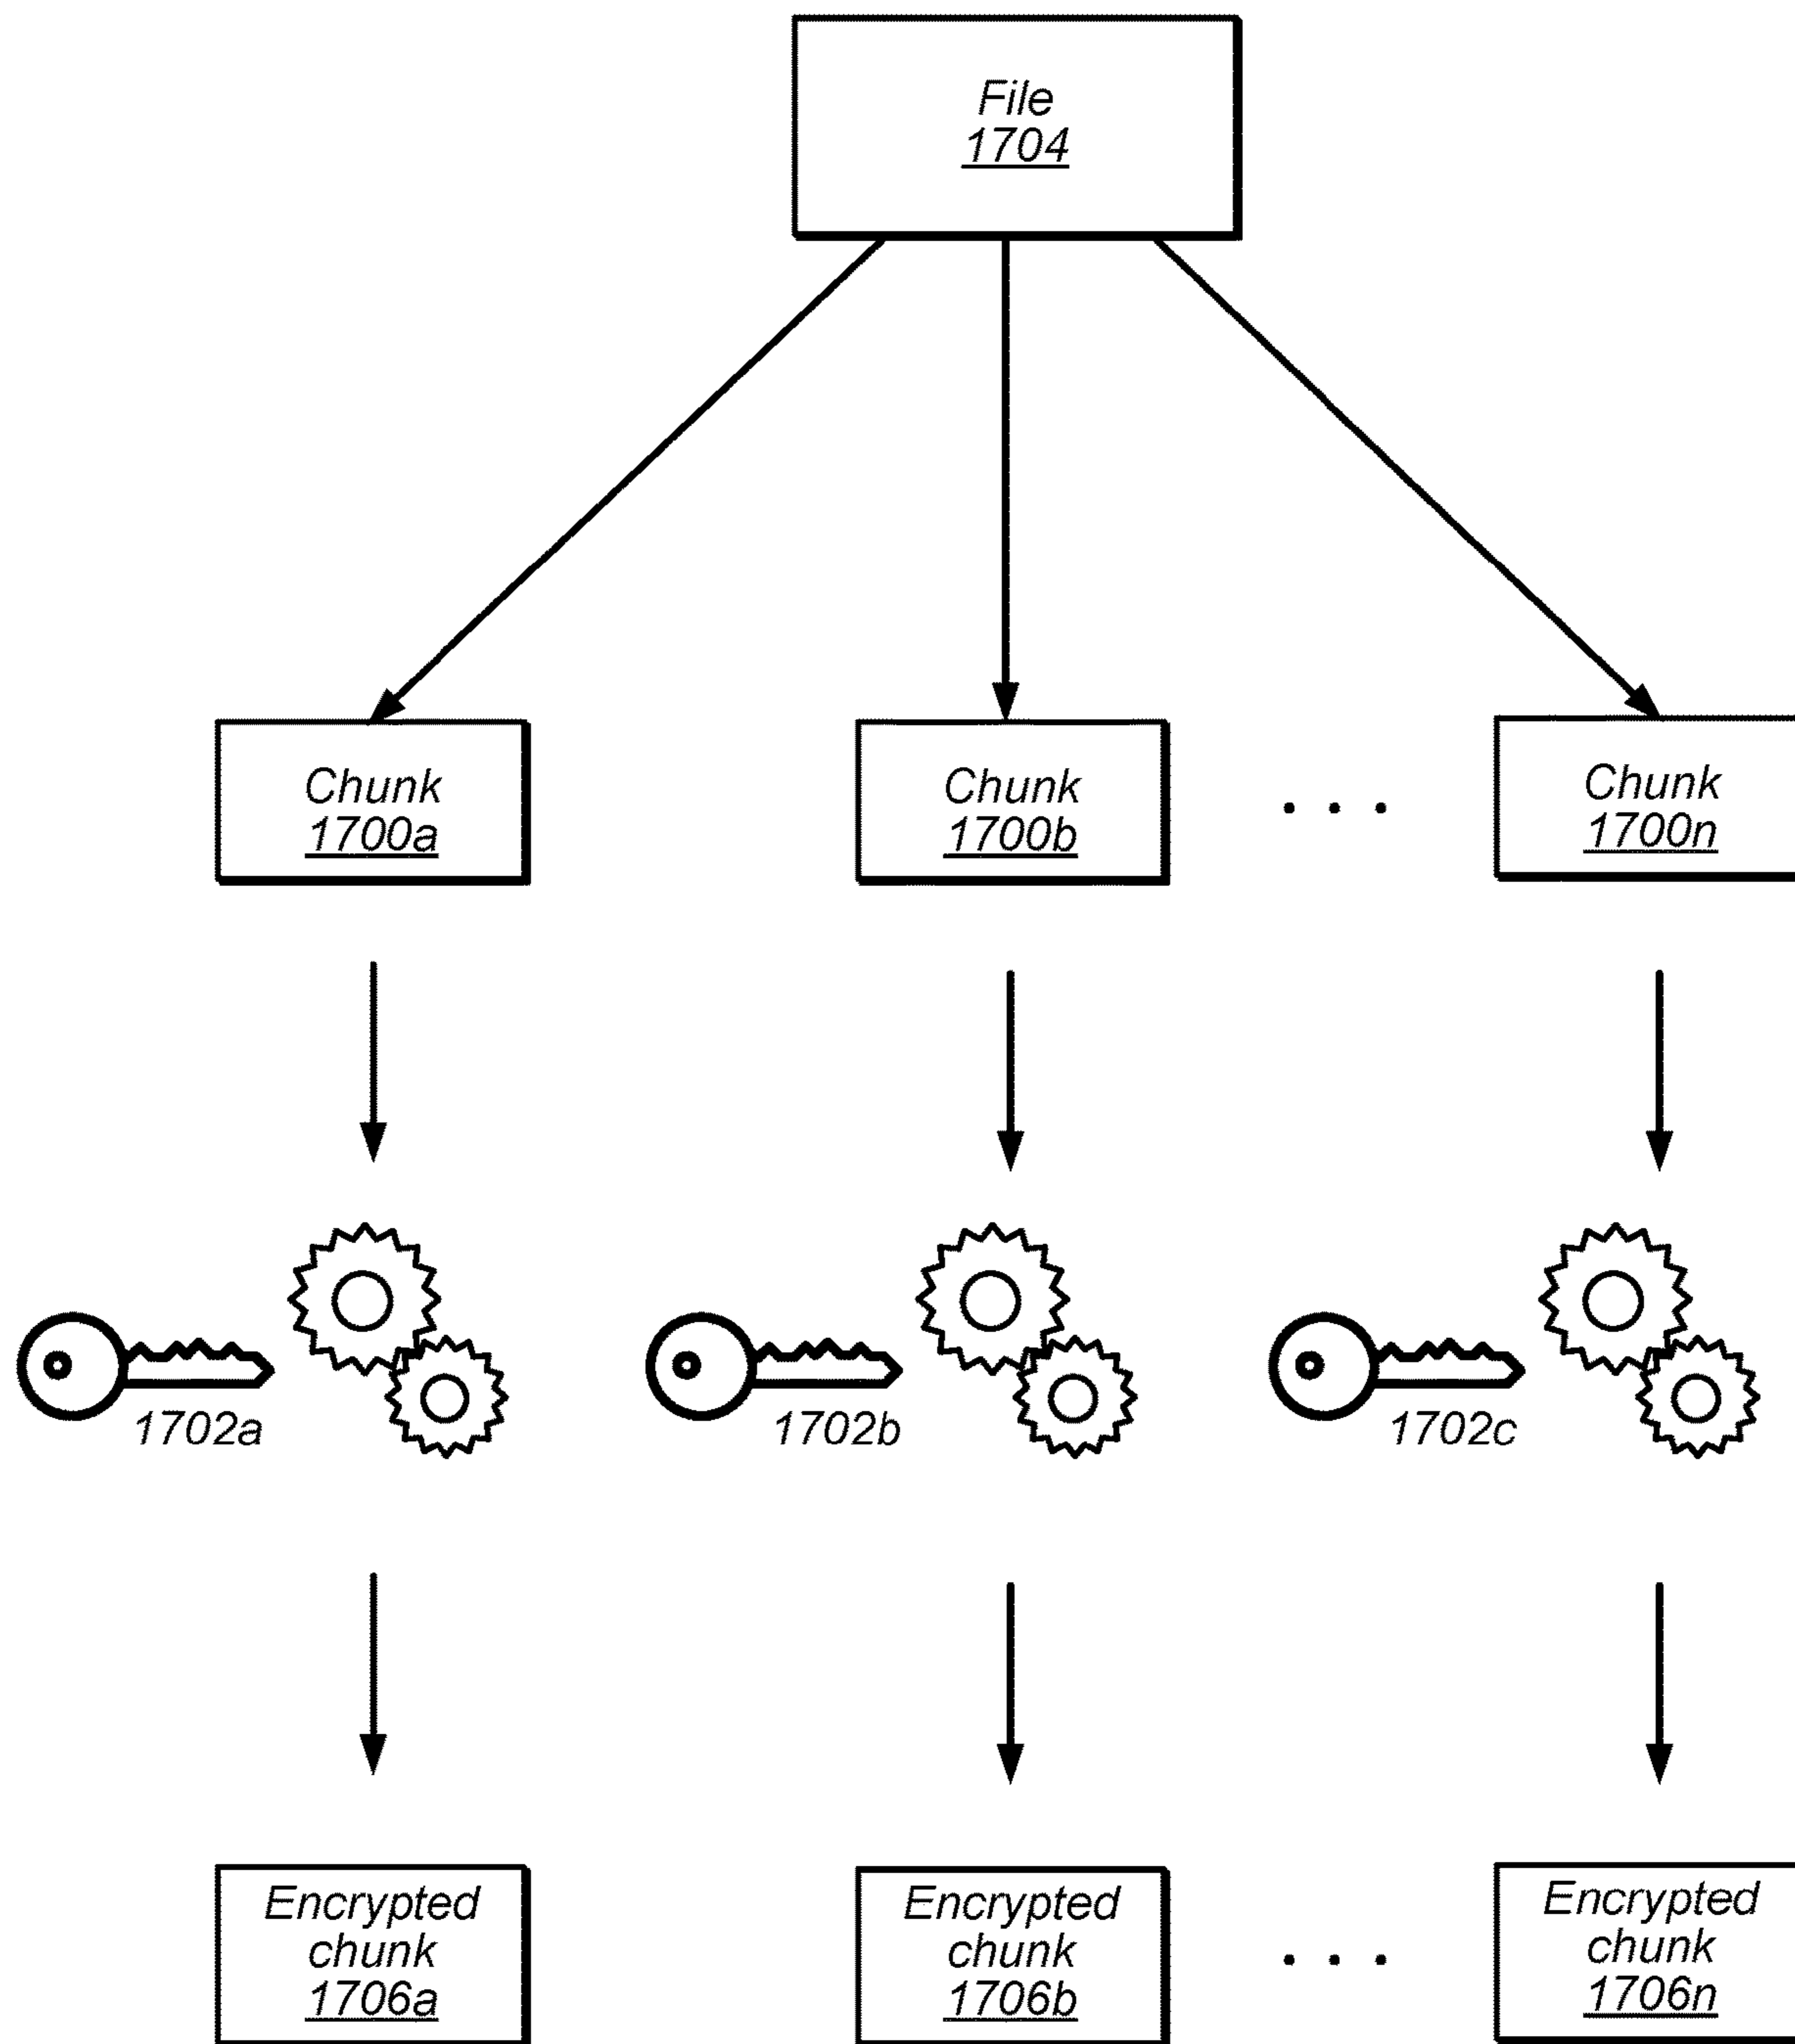 File
1704
Chunk
1700a
Chunk
1700b
. . .
Chunk
1700n
1702a
1702b
1702c
Encrypted
chunk
1706a
Encrypted
chunk
1706b
. . .
Encrypted
chunk
1706n